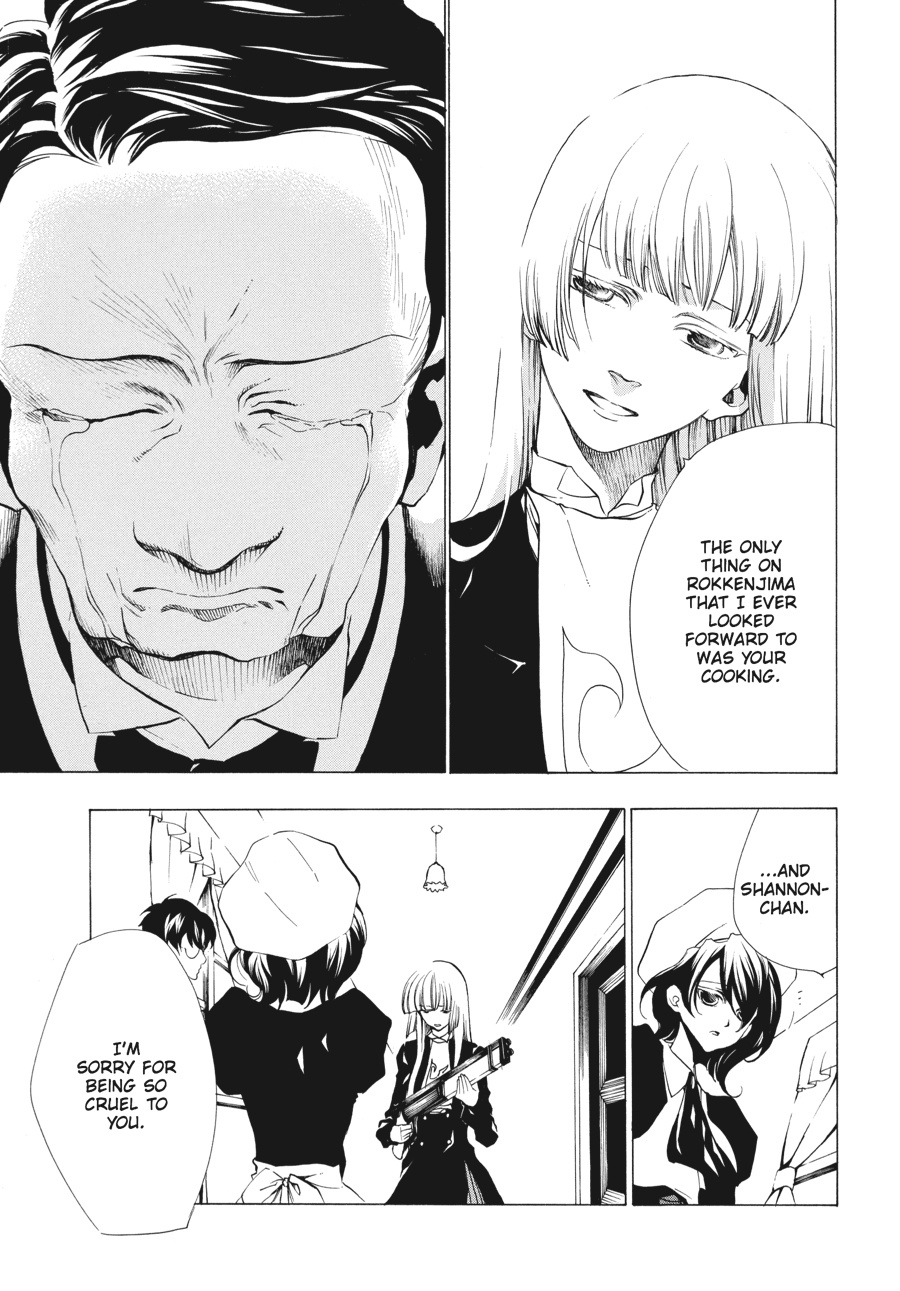 THE ONLY
THING ON
ROKKENJIMA
THAT I EVER
LOOKED
FORWARD TO
WAS YOUR
COOKING.
...AND
SHANNON-
CHAN.
I'M
SORRY FOR
BEING SO
CRUEL TO
YOU.